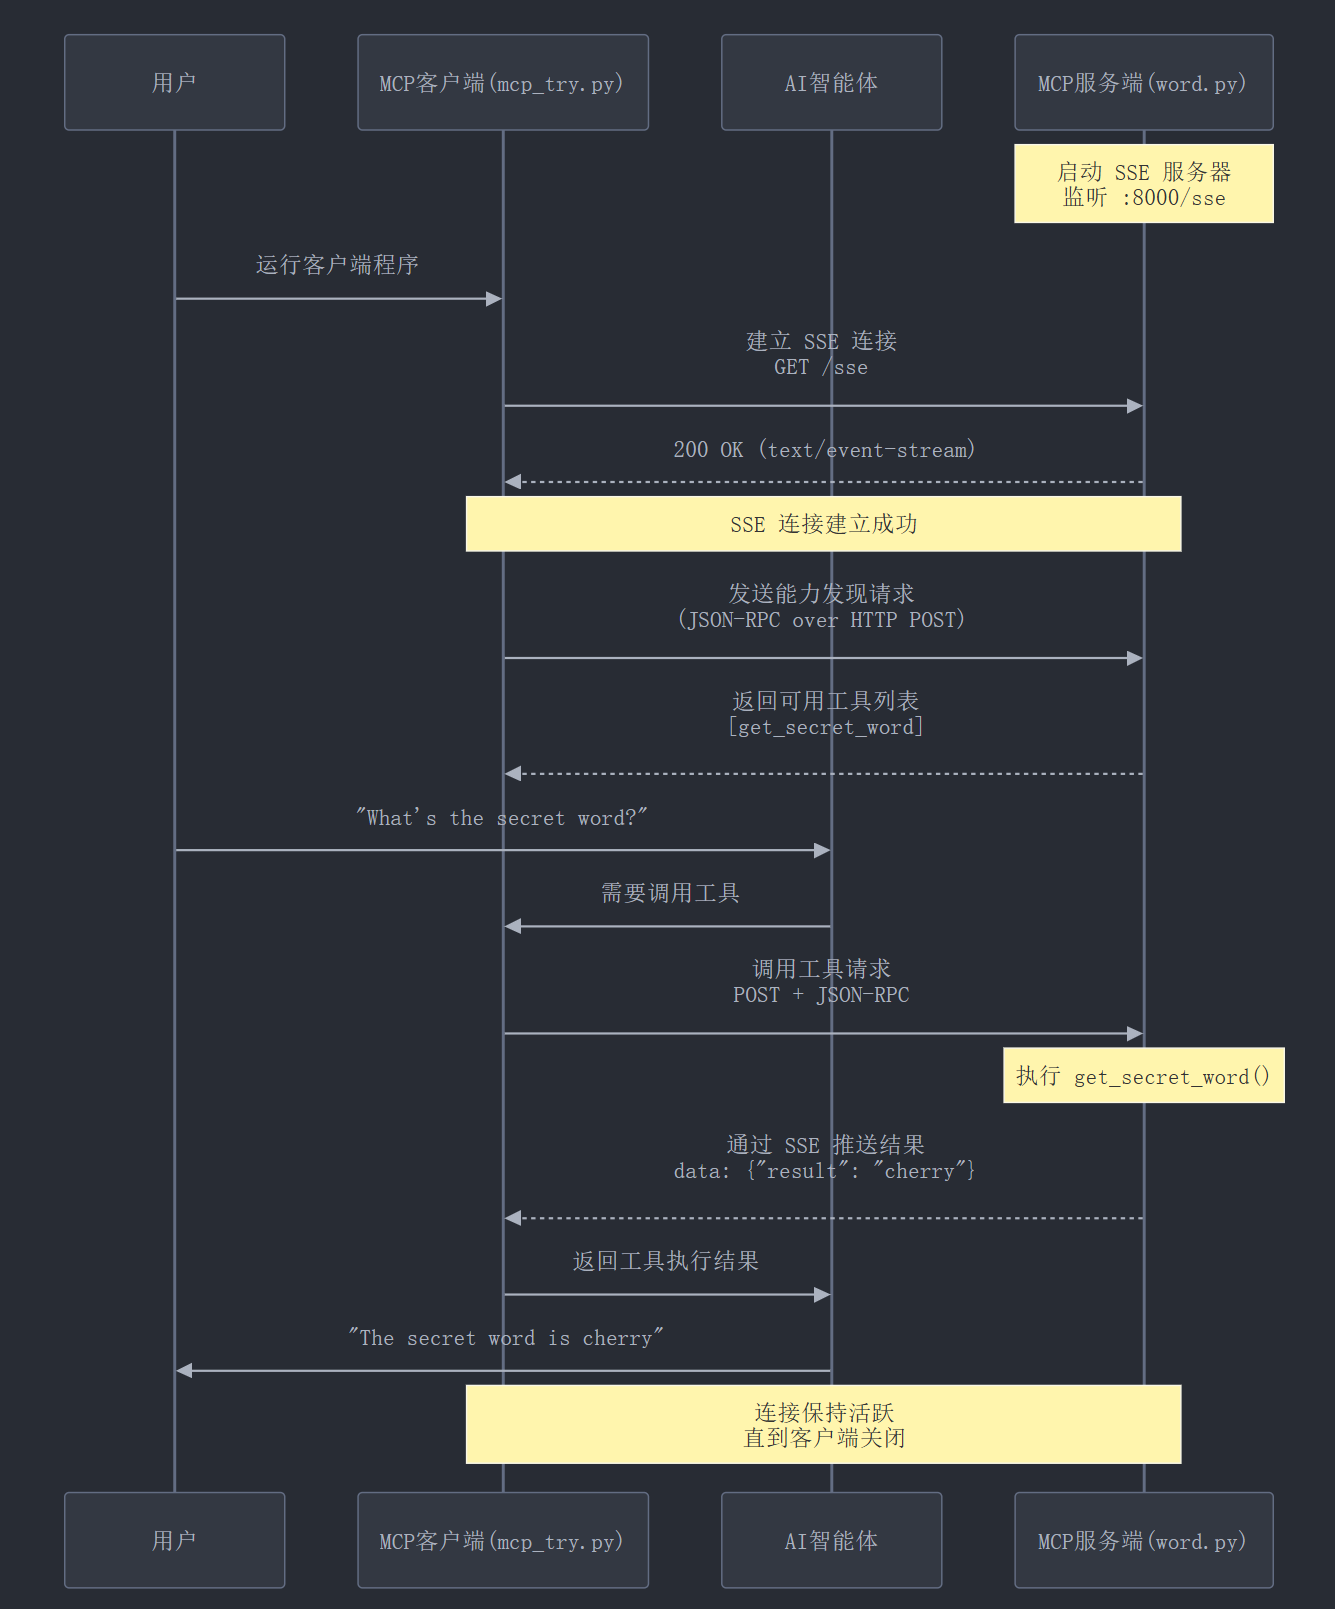 用户
MCP客户端(mcp_try.py)
AI智能体
MCP服务端(word.py)
启动 SSE 服务器
监听 :8000/sse
运行客户端程序
建立 SSE 连接
GET /sse
200 OK (text/event-stream)
SSE 连接建立成功
发送能力发现请求
(JSON-RPC over HTTP POST)
返回可用工具列表
[get_secret_word]
"What's the secret word?"
需要调用工具
调用工具请求
POST + JSON-RPC
执行 get_secret_word()
通过 SSE 推送结果
data: {"result": "cherry"}
返回工具执行结果
"The secret word is cherry"
连接保持活跃
直到客户端关闭
用户
MCP客户端(mcp_try.py)
AI智能体
MCP服务端(word.py)